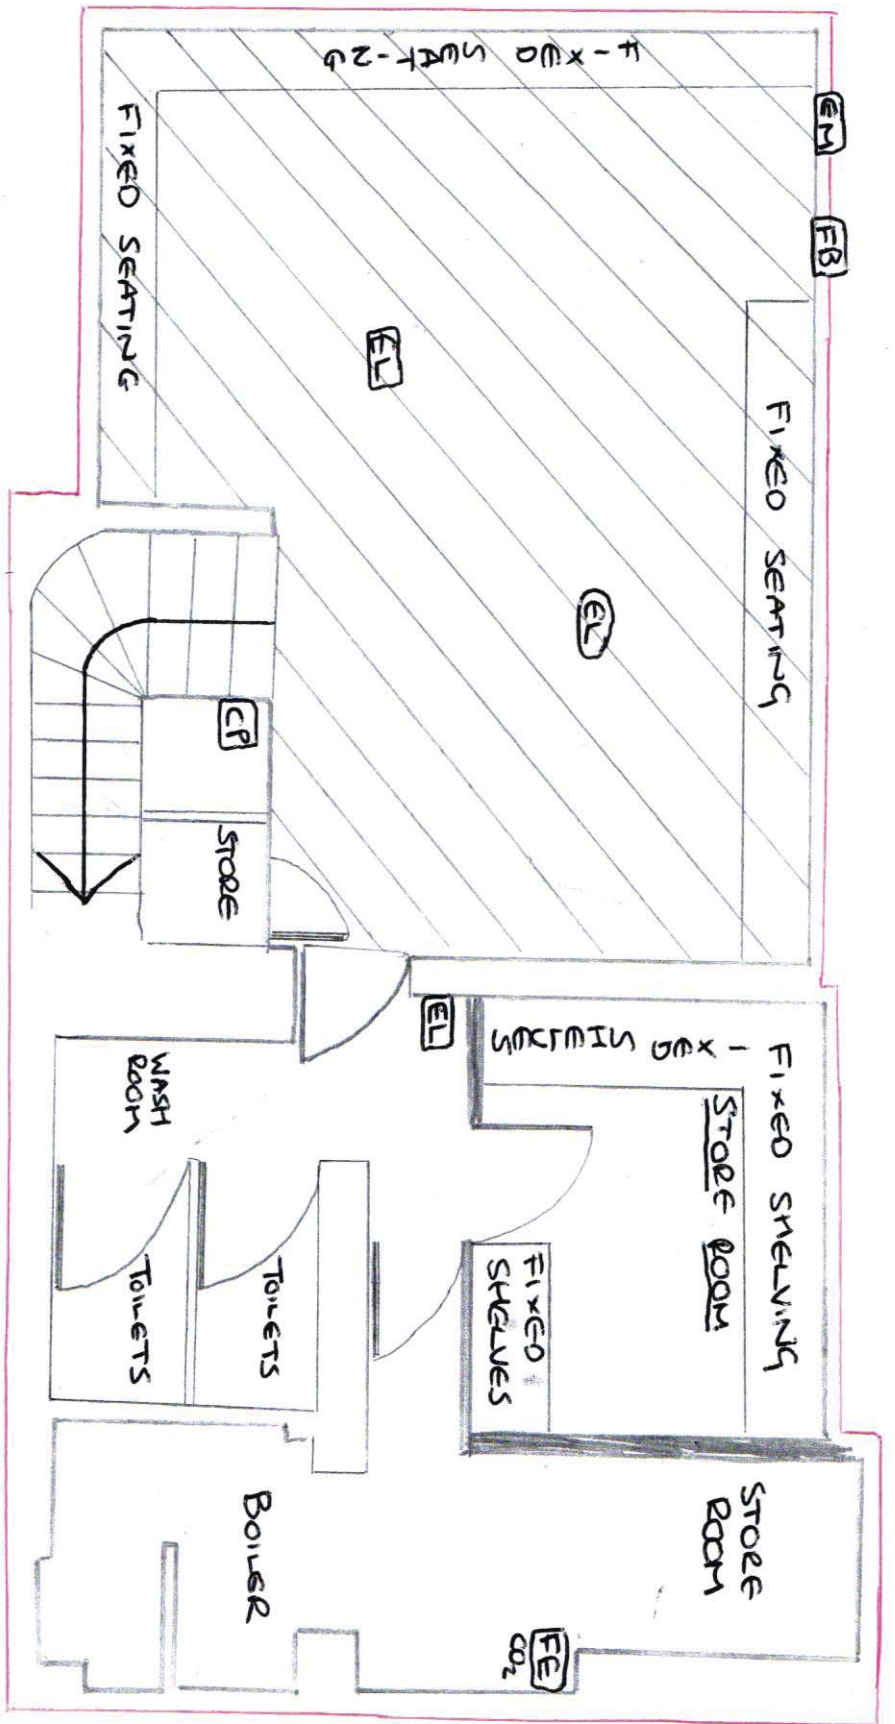 FIXED SEATING
FIXED SEATING
EM
FB
FIXED SEATING
EL
EL
CP
STORE
EL
FIXED SHELVING
FIXED SHELVES
STORE ROOM
FIXED
SHELVES
WASH
ROOM
TOILETS
TOILETS
STORE
ROOM
BOILER
FE
CO₂